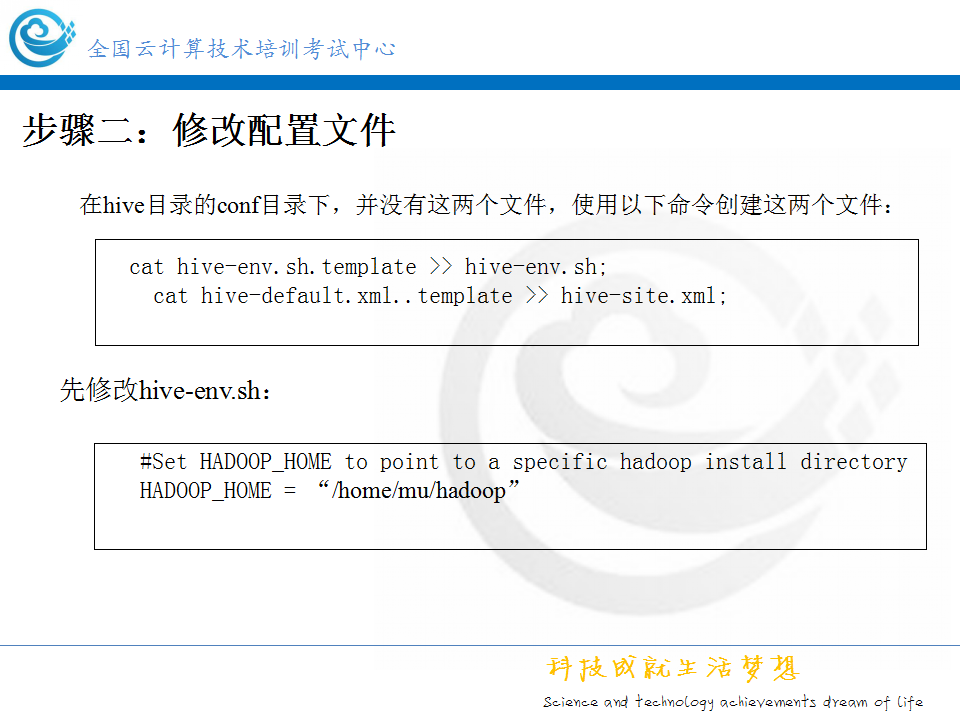 全国云计算技术培训考试中心
步骤二：修改配置文件
在hive目录的conf目录下，并没有这两个文件，使用以下命令创建这两个文件：
cat hive-env.sh.template >> hive-env.sh;
cat hive-default.xml..template >> hive-site.xml;
先修改hive-env.sh：
#Set HADOOP_HOME to point to a specific hadoop install directory
HADOOP_HOME = “/home/mu/hadoop”
科技成就生活梦想
Science and technology achievements dream of life